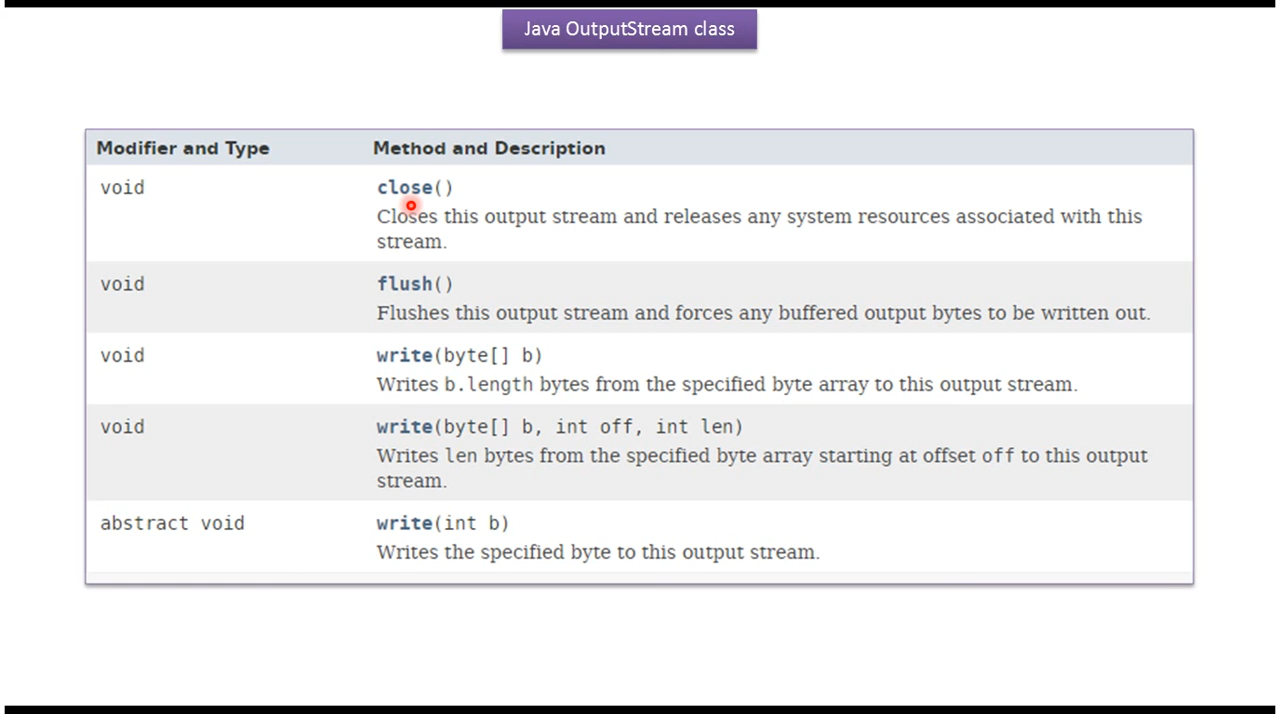 Java OutputStream class
Modifier and Type Method and Description
void close()
Closes this output stream and releases any system resources associated with this
stream.
void flush()
Flushes this output stream and forces any buffered output bytes to be written out.
void write(byte[] b)
Writes b.length bytes from the specified byte array to this output stream.
void write(byte[] b, int off, int len)
Writes len bytes from the specified byte array starting at offset off to this output
stream.
abstract void write(int b)
Writes the specified byte to this output stream.